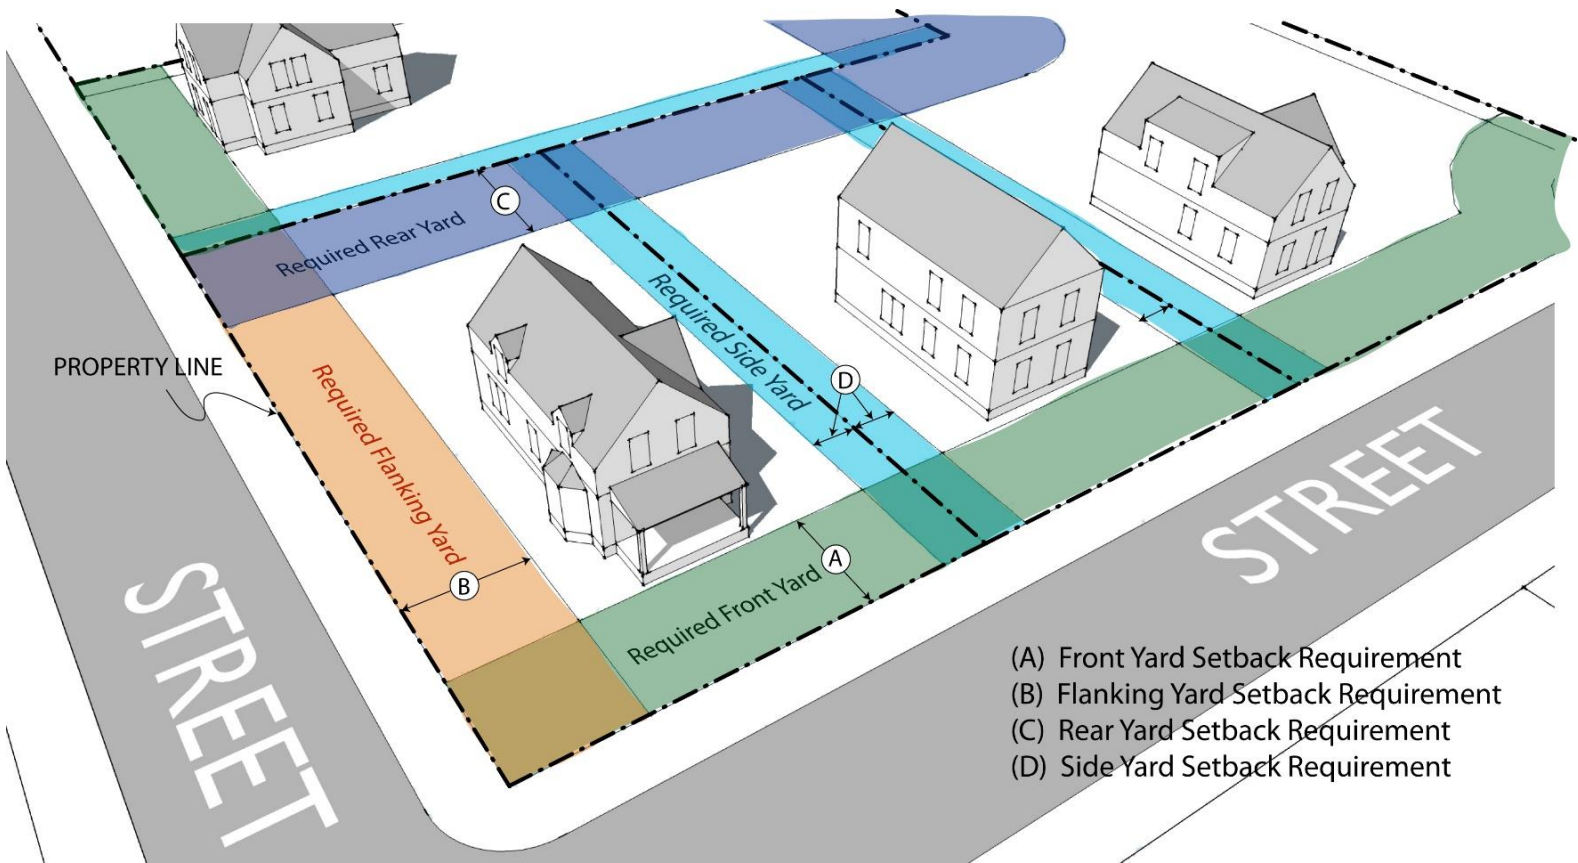 C
Required Rear Yard
Required Side Yard
PROPERTY LINE
D
Required Flanking Yard
B
A
Required Front Yard
STREET
STREET
(A) Front Yard Setback Requirement
(B) Flanking Yard Setback Requirement
(C) Rear Yard Setback Requirement
(D) Side Yard Setback Requirement